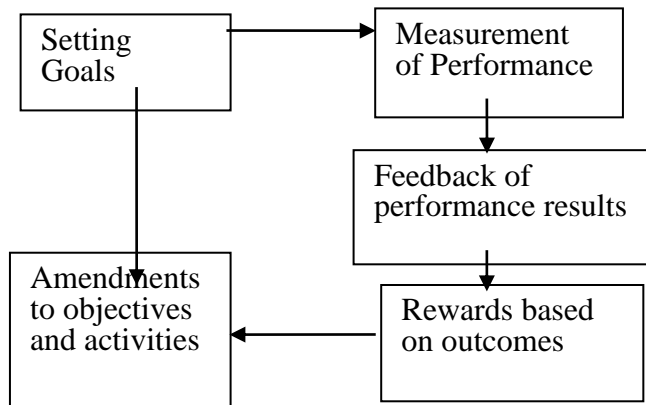 Setting
Goals
Measurement
of Performance
Feedback of
performance results
Rewards based
on outcomes
Amendments
to objectives
and activities